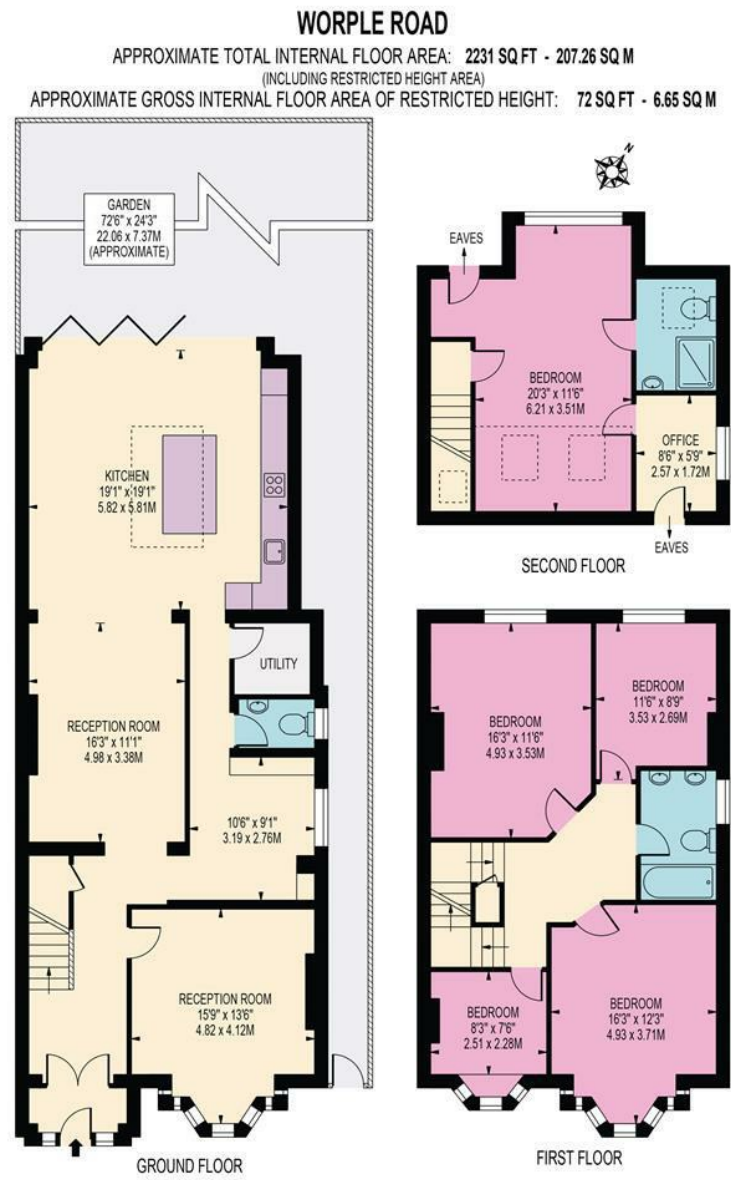 WORPLE ROAD
APPROXIMATE TOTAL INTERNAL FLOOR AREA: 2231 SQ FT - 207.26 SQ M
(INCLUDING RESTRICTED HEIGHT AREA)
APPROXIMATE GROSS INTERNAL FLOOR AREA OF RESTRICTED HEIGHT: 72 SQ FT - 6.65 SQ M
GARDEN
72'6" x 24'3"
22.06 x 7.37M
(APPROXIMATE)
KITCHEN
19'1" x 19'1"
5.82 x 5.81M
UTILITY
RECEPTION ROOM
16'3" x 11'1"
4.98 x 3.38M
10'6" x 9'1"
3.19 x 2.76M
RECEPTION ROOM
15'9" x 13'6"
4.82 x 4.12M
GROUND FLOOR
N
EAVES
BEDROOM
20'3" x 11'6"
6.21 x 3.51M
OFFICE
8'6" x 5'9"
2.57 x 1.72M
EAVES
SECOND FLOOR
BEDROOM
16'3" x 11'6"
4.93 x 3.53M
BEDROOM
11'6" x 8'9"
3.53 x 2.69M
BEDROOM
8'3" x 7'6"
2.51 x 2.28M
BEDROOM
16'3" x 12'3"
4.93 x 3.71M
FIRST FLOOR